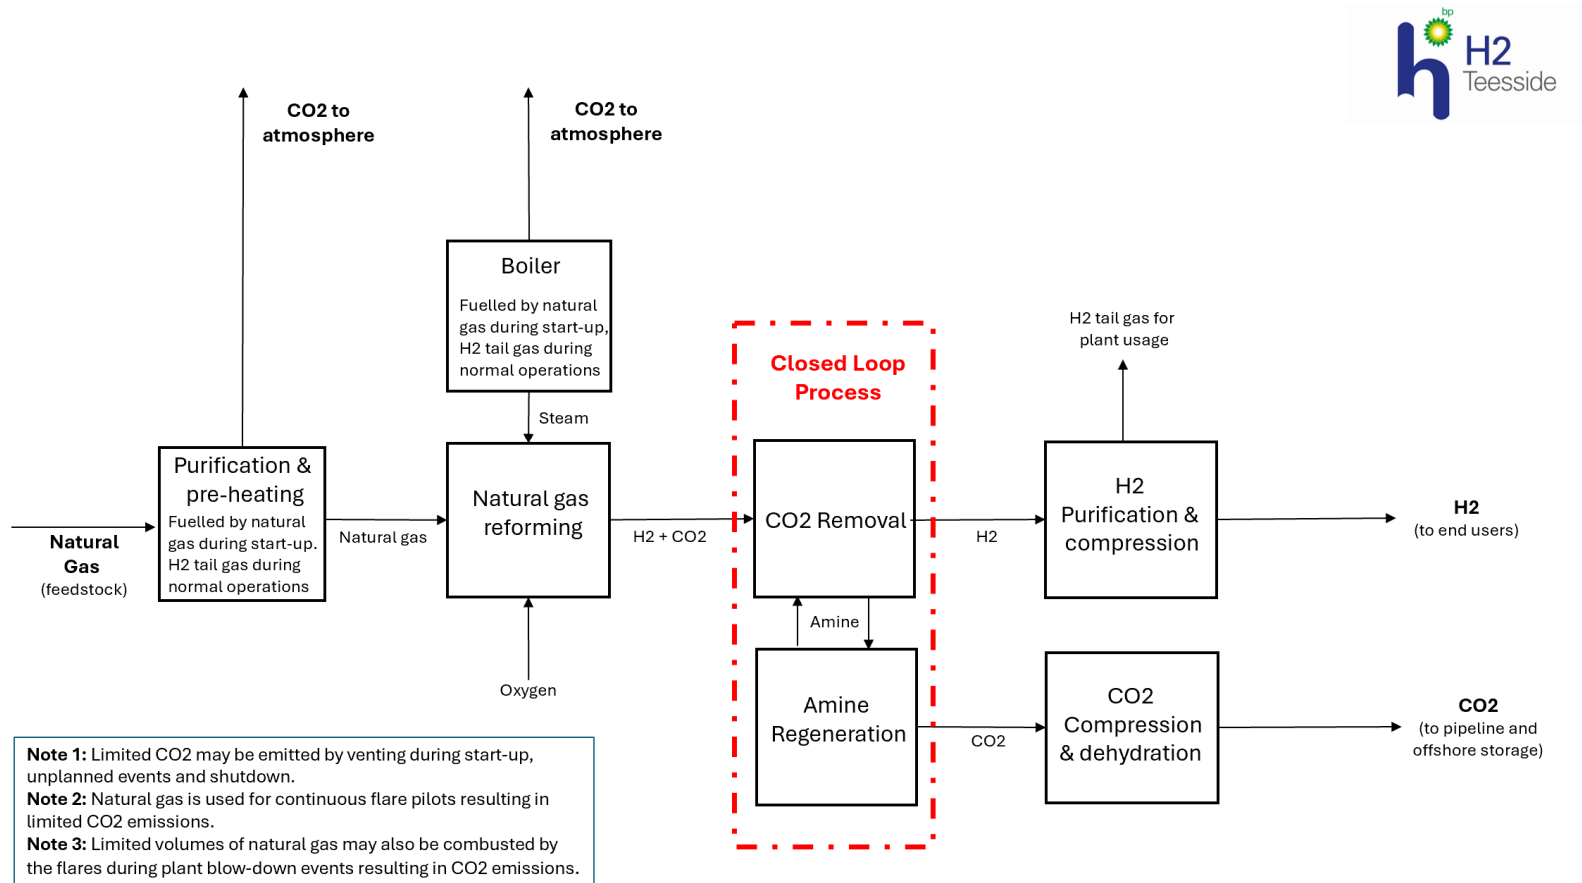 bp
H2
Teesside
CO2 to
atmosphere
CO2 to
atmosphere
Boiler
Fuelled by natural
gas during start-up,
H2 tail gas during
normal operations
Steam
H2 tail gas for
plant usage
Closed Loop
Process
Purification &
pre-heating
Fuelled by natural
gas during start-up.
H2 tail gas during
normal operations
Natural
Gas
(feedstock)
Natural gas
Natural gas
reforming
H2 + CO2
CO2 Removal
H2
H2
Purification &
compression
H2
(to end users)
Oxygen
Amine
Amine
Regeneration
CO2
CO2
Compression
& dehydration
CO2
(to pipeline and
offshore storage)
Note 1: Limited CO2 may be emitted by venting during start-up,
unplanned events and shutdown.
Note 2: Natural gas is used for continuous flare pilots resulting in
limited CO2 emissions.
Note 3: Limited volumes of natural gas may also be combusted by
the flares during plant blow-down events resulting in CO2 emissions.